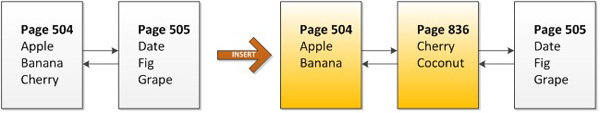 Page 504
Apple
Banana
Cherry
Page 505
Date
Fig
Grape
INSERT
Page 504
Apple
Banana
Page 836
Cherry
Coconut
Page 505
Date
Fig
Grape